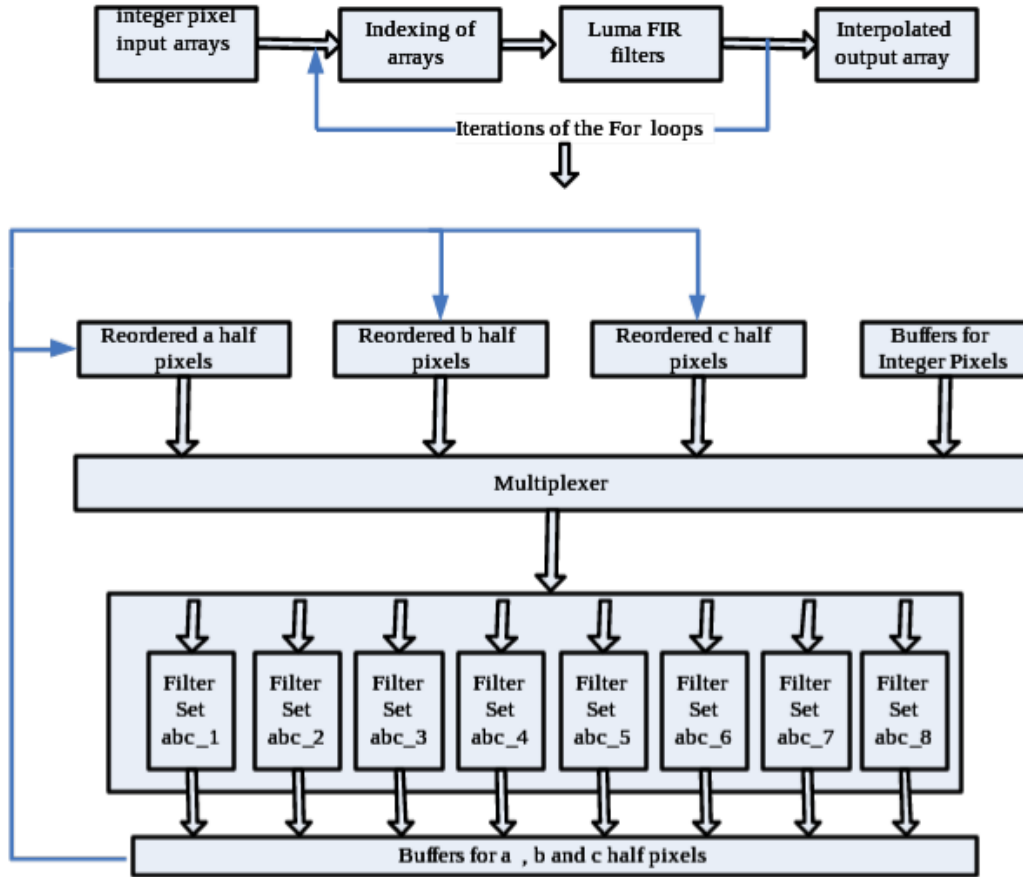 integer pixel
input arrays
Indexing of
arrays
Luma FIR
filters
Interpolated
output array
Iterations of the For loops
Reordered a half
pixels
Reordered b half
pixels
Reordered c half
pixels
Buffers for
Integer Pixels
Multiplexer
Filter
Set
abc_1
Filter
Set
abc_2
Filter
Set
abc_3
Filter
Set
abc_4
Filter
Set
abc_5
Filter
Set
abc_6
Filter
Set
abc_7
Filter
Set
abc_8
Buffers for a , b and c half pixels